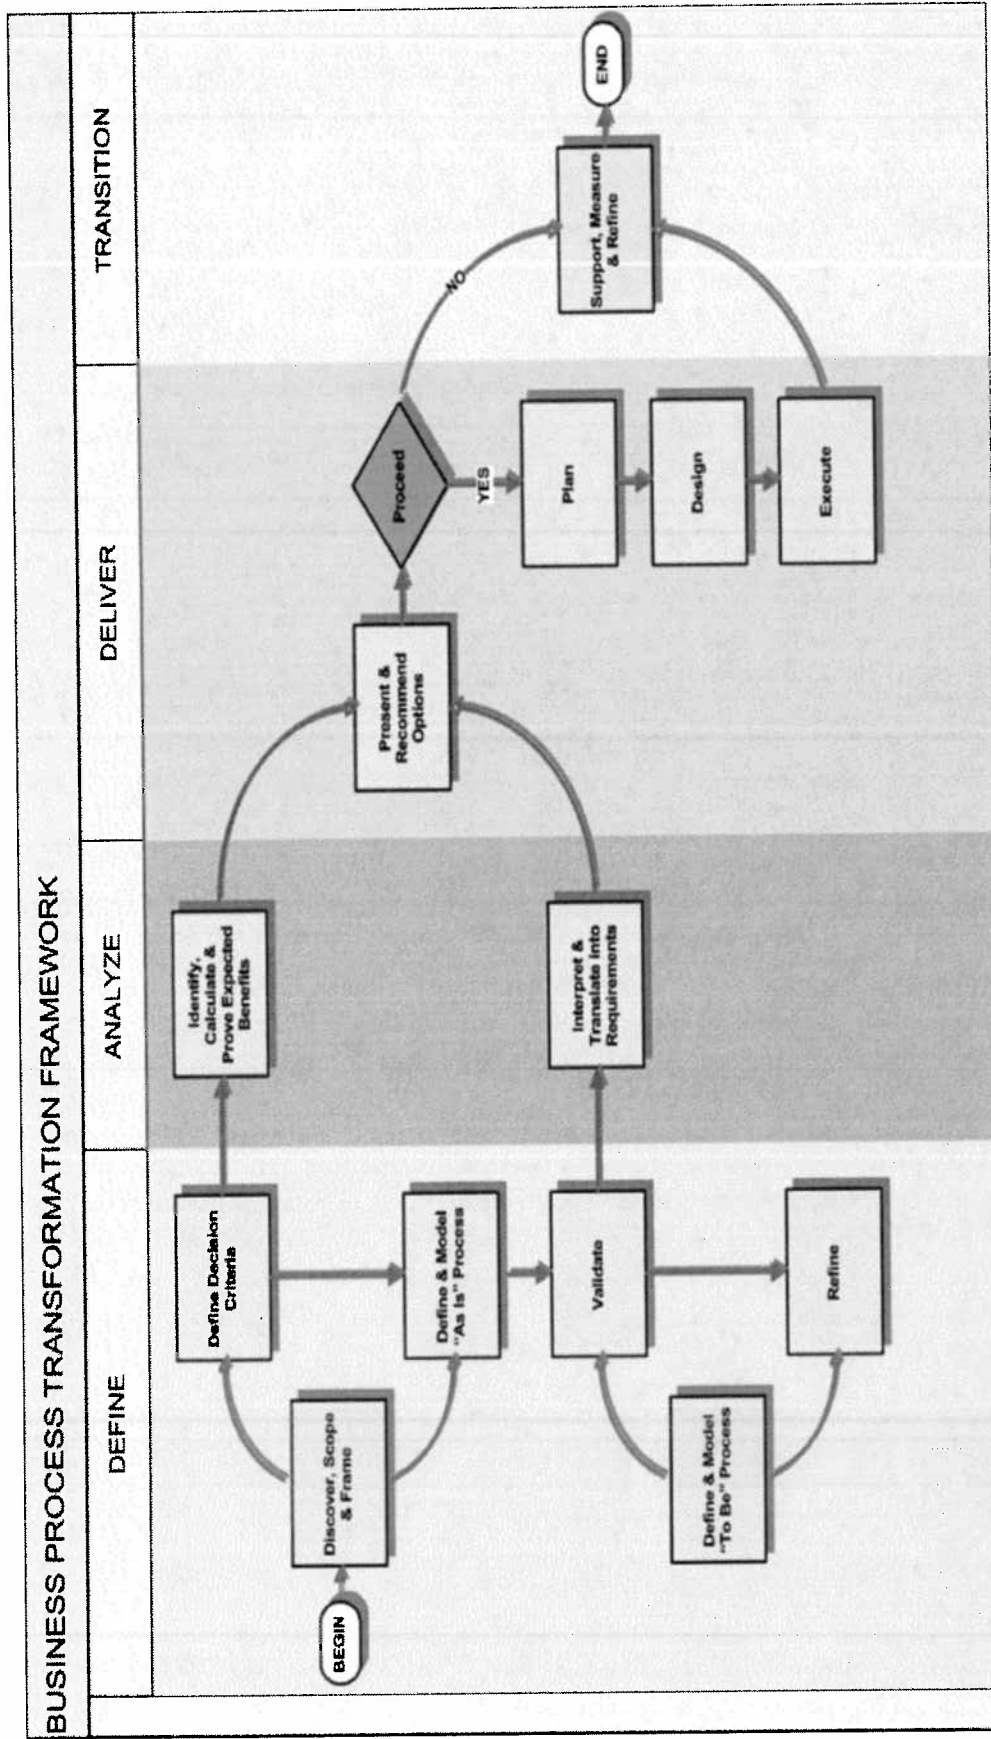 BUSINESS PROCESS TRANSFORMATION FRAMEWORK
DEFINE
ANALYZE
DELIVER
TRANSITION
BEGIN
Discover, Scope
& Frame
Define Decision
Criteria
Define & Model
"As Is" Process
Define & Model
"To Be" Process
Validate
Refine
Identify,
Calculate &
Prove Expected
Benefits
Interpret &
Translate into
Requirements
Present &
Recommend
Options
Proceed
YES
NO
Plan
Design
Execute
Support, Measure
& Refine
END